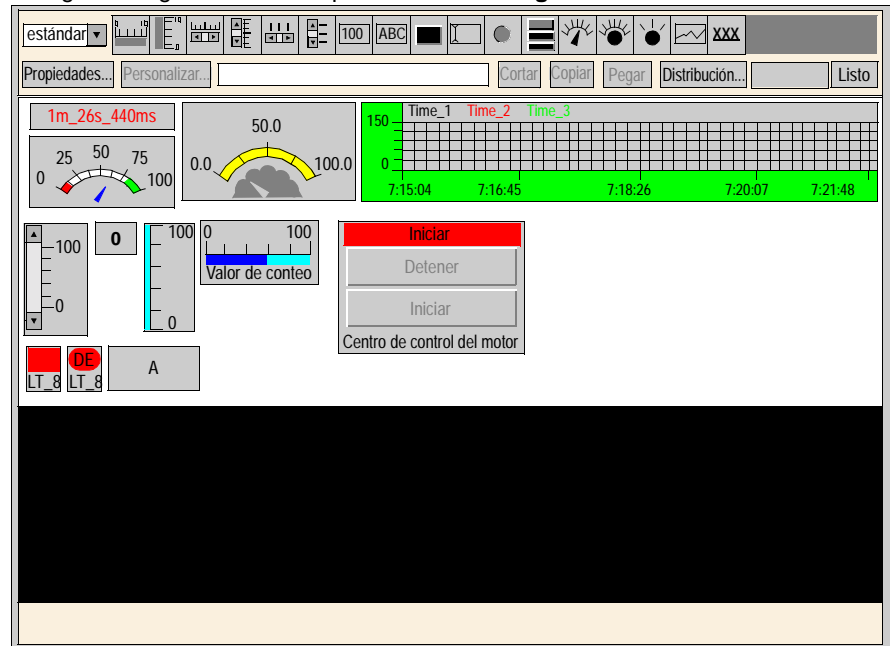 estándar 100 ABC XXX
Propiedades... Personalizar... Cortar Copiar Pegar Distribución... Listo
1m_26s_440ms
0 25 50 75 100
0.0 50.0 100.0
Time_1 Time_2 Time_3
150
0
7:15:04 7:16:45 7:18:26 7:20:07 7:21:48
100
0
0
100
0
0 100
Valor de conteo
Iniciar
Detener
Iniciar
Centro de control del motor
LT_8
DE
LT_8
A